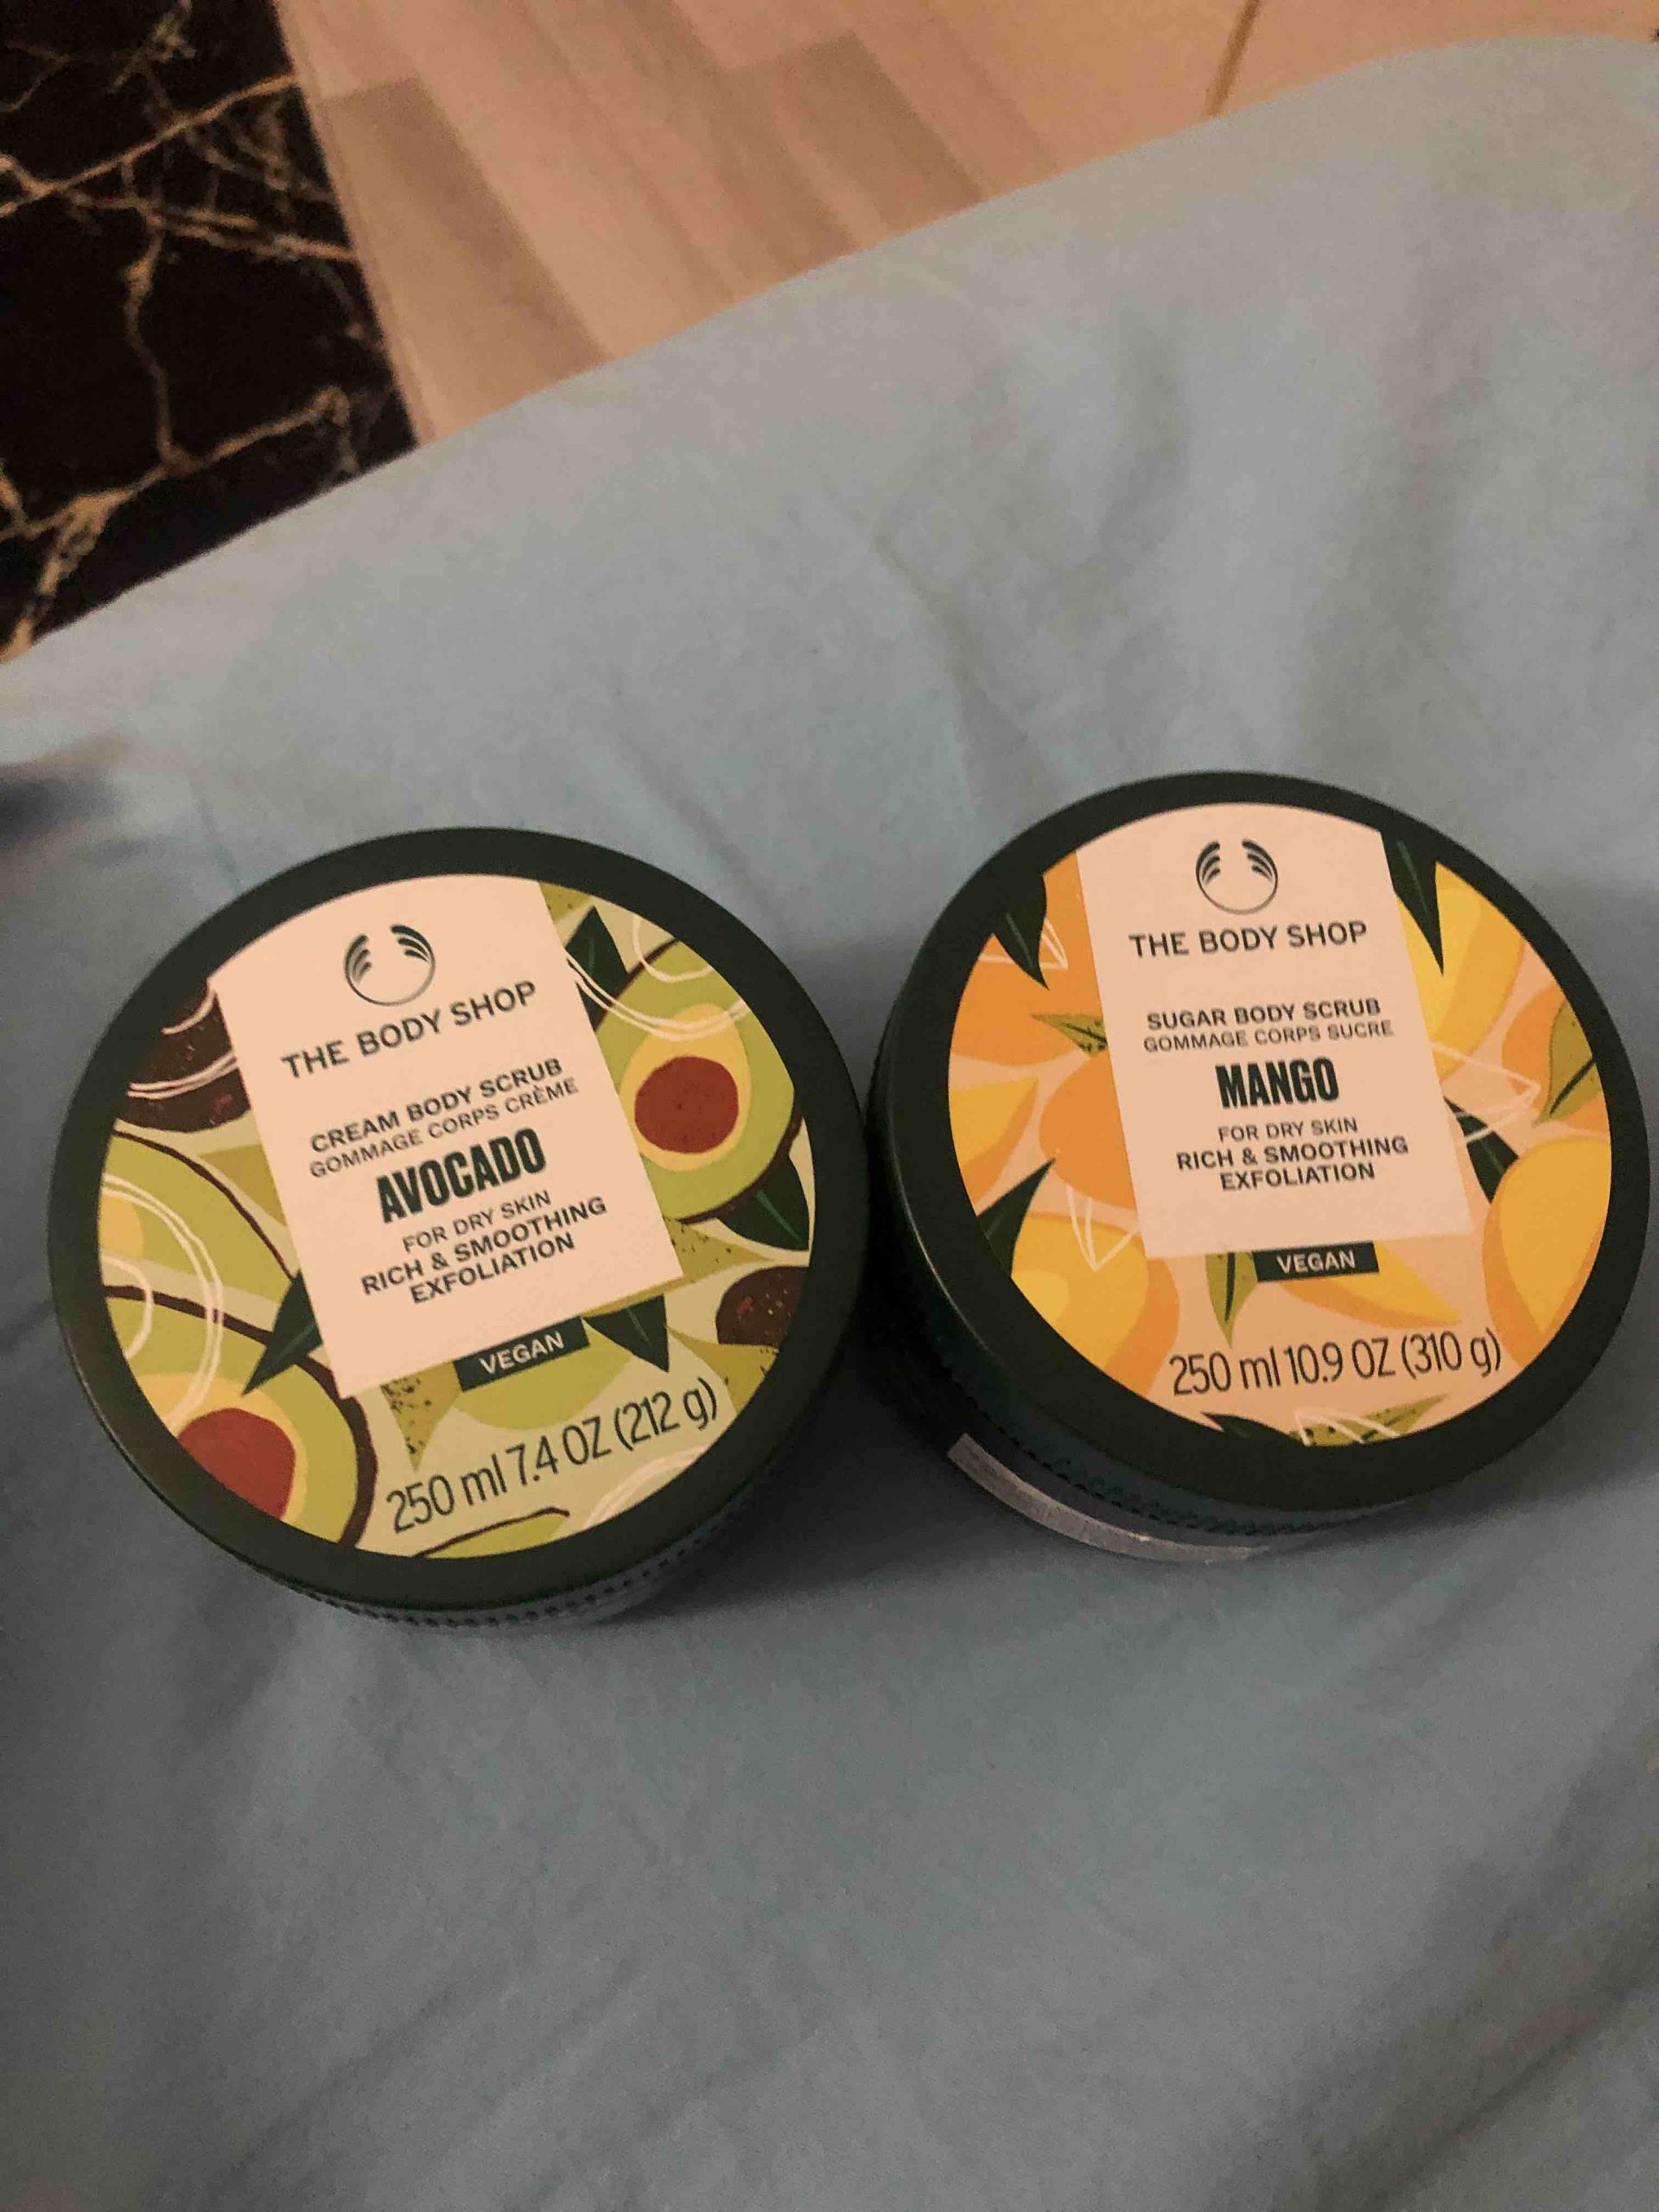 THE BODY SHOP
CREAM BODY SCRUB
GOMMAGE CORPS CRÈME
AVOCADO
FOR DRY SKIN
RICH & SMOOTHING
EXFOLIATION
VEGAN
250 ml 7.4 OZ (212 g)
THE BODY SHOP
SUGAR BODY SCRUB
GOMMAGE CORPS SUCRE
MANGO
FOR DRY SKIN
RICH & SMOOTHING
EXFOLIATION
VEGAN
250 ml 10.9 OZ (310 g)